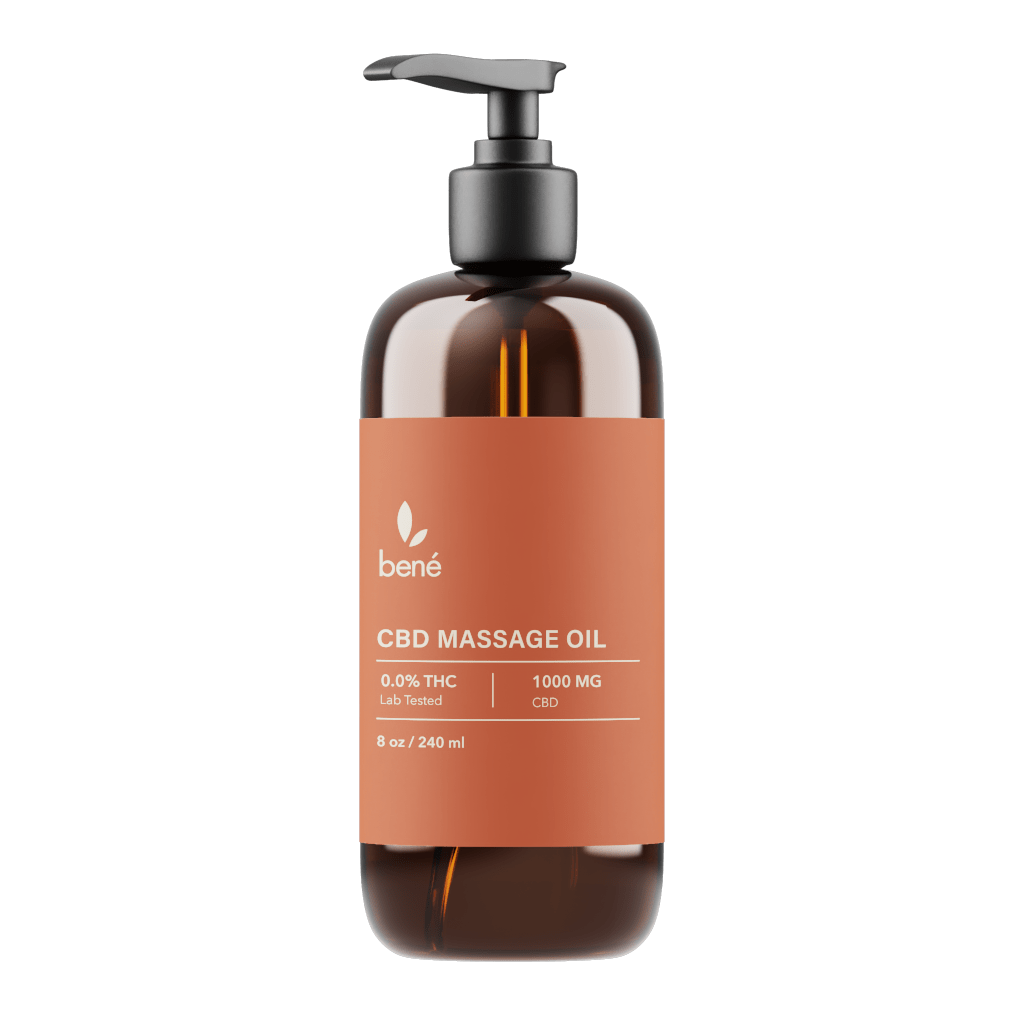 bené
CBD MASSAGE OIL
0.0% THC
Lab Tested
1000 MG
CBD
8 oz / 240 ml